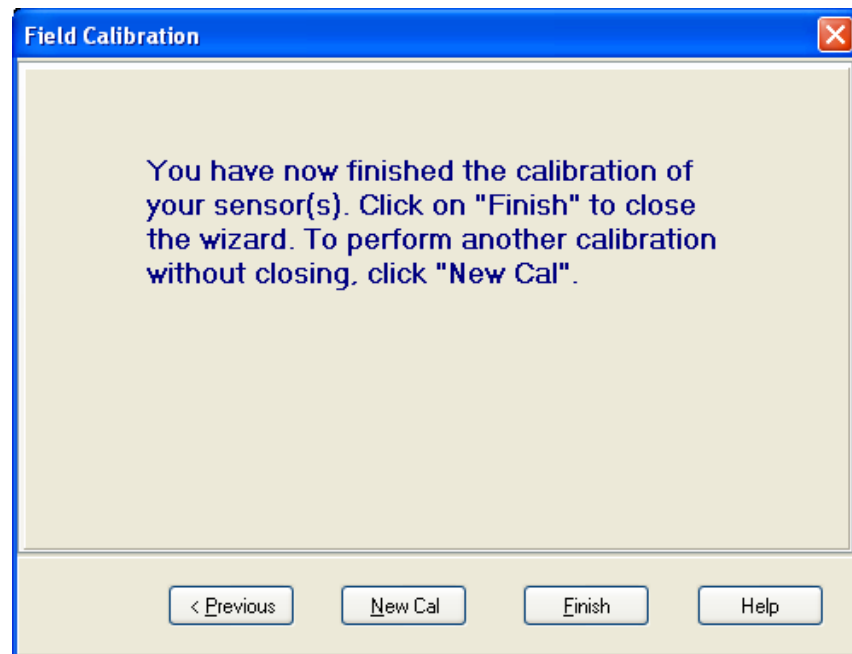 Field Calibration
You have now finished the calibration of
your sensor(s). Click on "Finish" to close
the wizard. To perform another calibration
without closing, click "New Cal".
< Previous
New Cal
Finish
Help